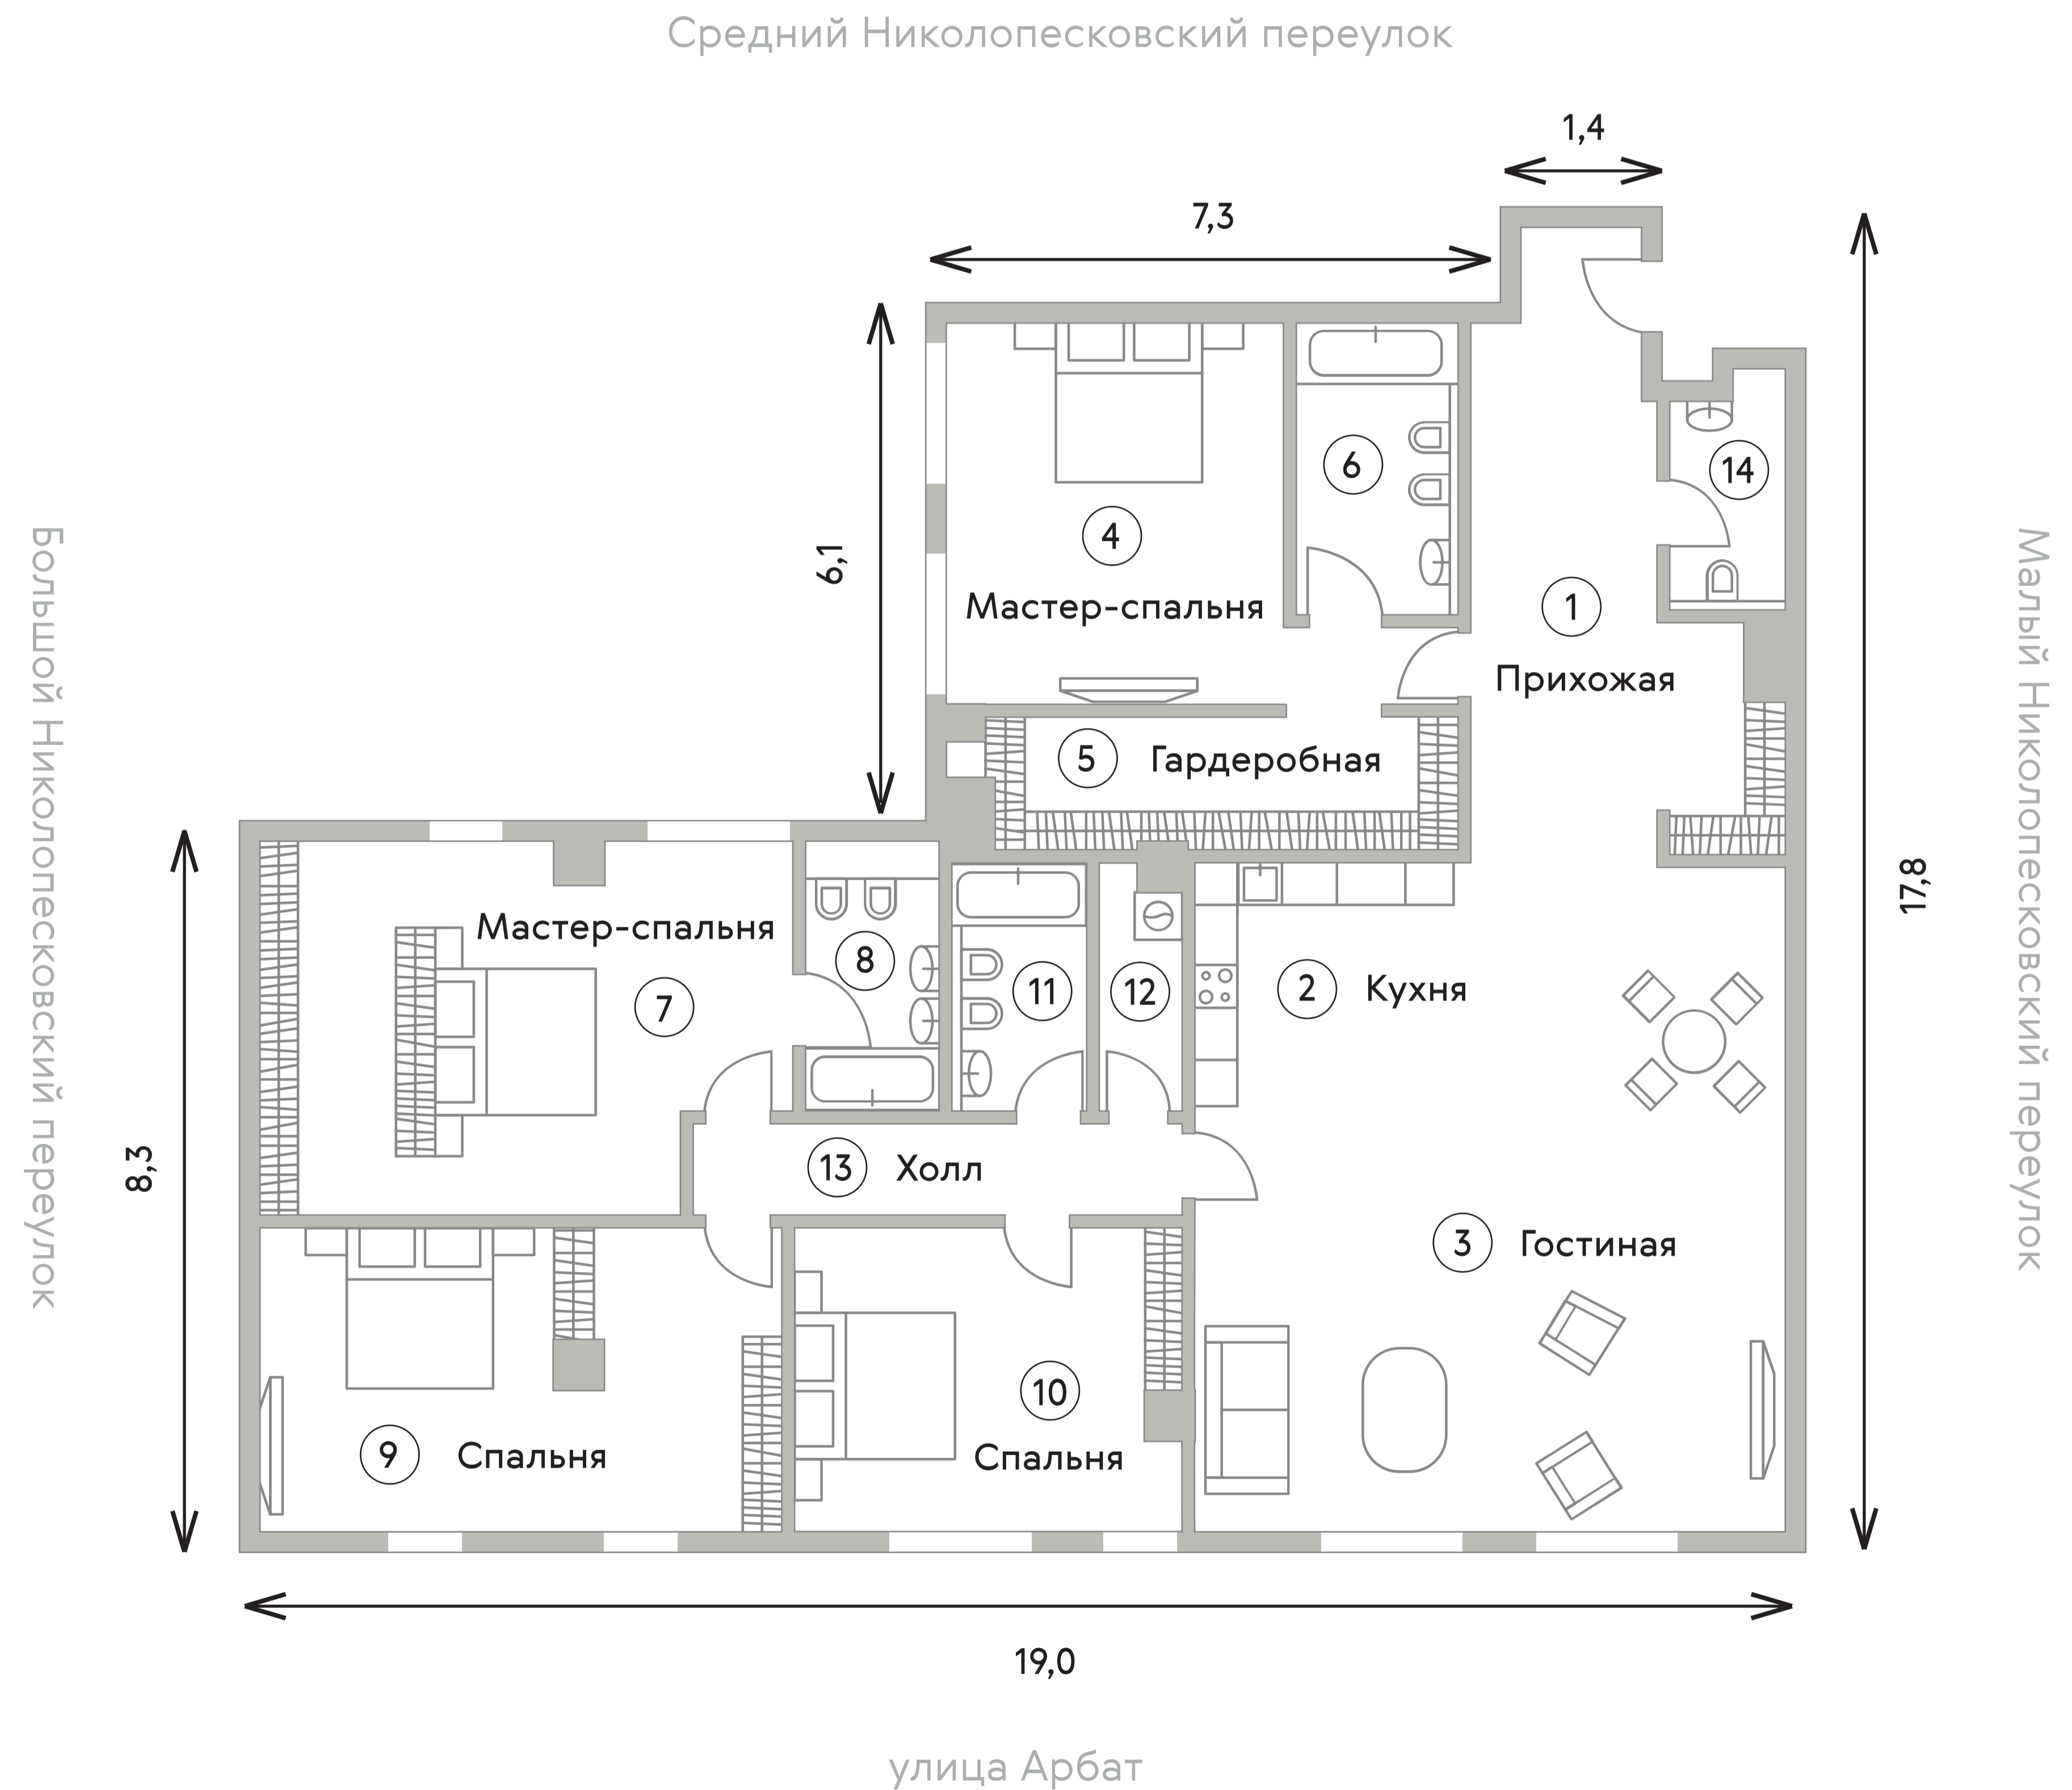 Средний Николопесковский переулок
1,4
7,3
6
14
4
6,1
Мастер-спальня
1
Прихожая
5 Гардеробная
Большой Николопесковский переулок
Малый Николопесковский переулок
17,8
Мастер-спальня
8
7
11
12
2 Кухня
8,3
13 Холл
3 Гостиная
10
9 Спальня
Спальня
19,0
улица Арбат